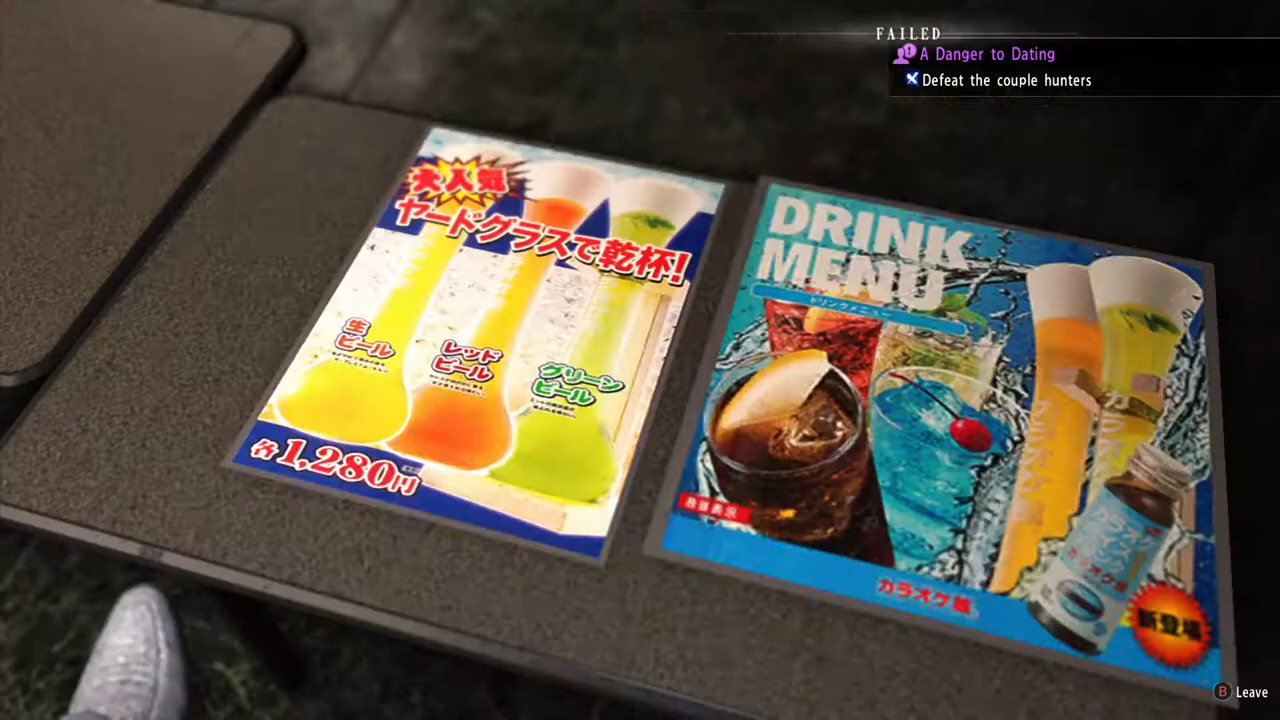 FAILED
A Danger to Dating
Defeat the couple hunters
大人気
ヤードグラスで乾杯!
生
ビール
レッド
ビール
グリーン
ビール
各1,280円
DRINK
MENU
ドリンクメニュー
カラオケ館
新登場
B Leave